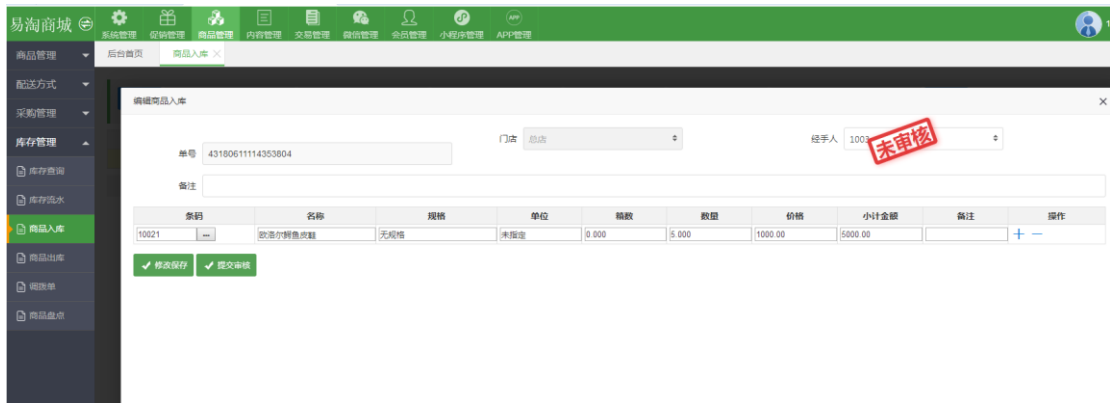 易淘商城
系统管理 促销管理 商品管理 内容管理 交易管理 微信管理 会员管理 小程序管理 APP APP管理
商品管理 后台首页 商品入库
配送方式
采购管理
库存管理
库存查询
库存流水
商品入库
商品出库
调拨单
商品盘点
编辑商品入库
单号 43180611114353804 门店 总店 经手人 1003
未审核
备注
条码 名称 规格 单位 箱数 数量 价格 小计金额 备注 操作
10021 ... 欧洛尔鳄鱼皮鞋 无规格 未指定 0.000 5.000 1000.00 5000.00
修改保存 提交审核